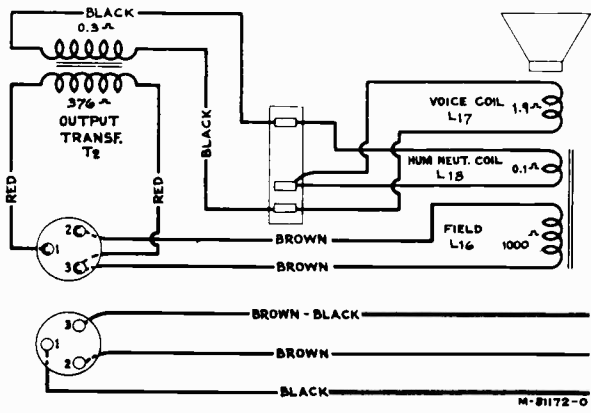 BLACK
0.3 Ω
376 Ω
OUTPUT
TRANSF.
T2
RED
RED
BLACK
VOICE COIL
L17
1.9 Ω
HUM NEUT. COIL
L18
0.1 Ω
FIELD
L16
1000 Ω
1
2
3
BROWN
BROWN
3
1
2
BROWN - BLACK
BROWN
BLACK
M-81172-0